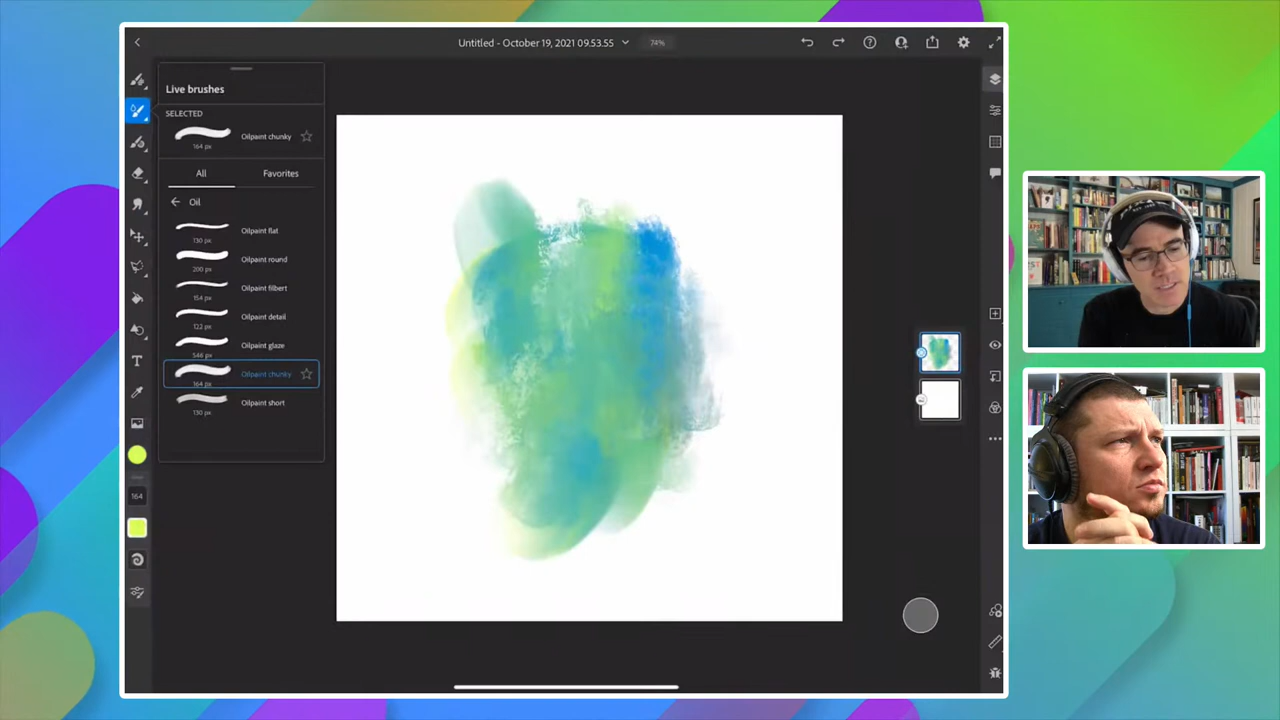 Untitled - October 19, 2021 09.53.55
74%
Live brushes
SELECTED
Oilpaint chunky
164 px
All
Favorites
Oil
Oilpaint flat
130 px
Oilpaint round
200 px
Oilpaint filbert
154 px
Oilpaint detail
122 px
Oilpaint glaze
546 px
Oilpaint chunky
164 px
Oilpaint short
130 px
T
164